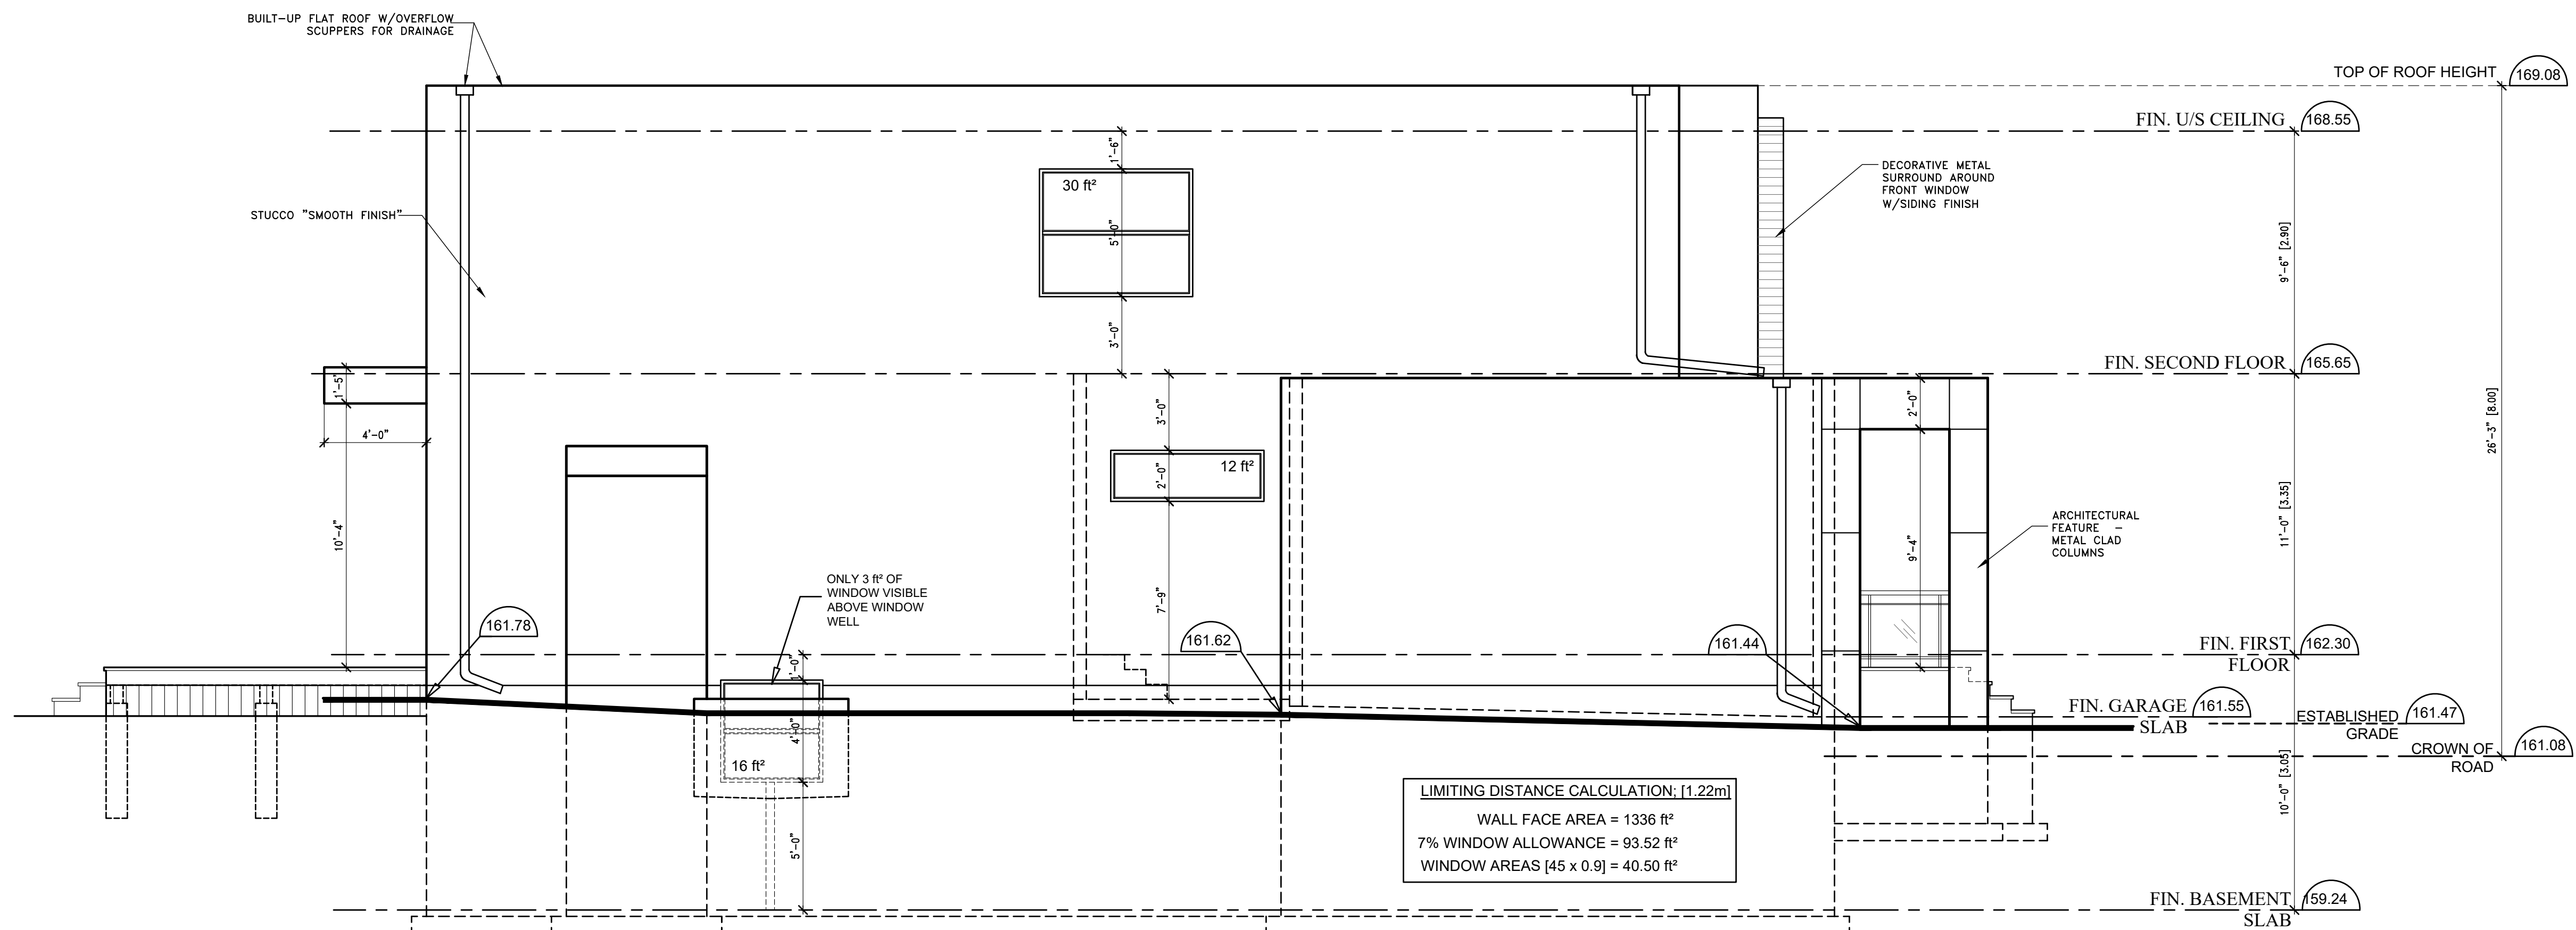 BUILT-UP FLAT ROOF W/OVERFLOW
SCUPPERS FOR DRAINAGE
TOP OF ROOF HEIGHT
169.08
FIN. U/S CEILING
168.55
1'-6"
30 ft²
5'-0"
3'-0"
DECORATIVE METAL
SURROUND AROUND
FRONT WINDOW
W/SIDING FINISH
STUCCO "SMOOTH FINISH"
9'-6" [2.90]
FIN. SECOND FLOOR
165.65
1'-5"
4'-0"
10'-4"
3'-0"
12 ft²
2'-0"
7'-9"
2'-0"
9'-4"
26'-3" [8.00]
11'-0" [3.35]
ARCHITECTURAL
FEATURE -
METAL CLAD
COLUMNS
ONLY 3 ft² OF
WINDOW VISIBLE
ABOVE WINDOW
WELL
161.78
161.62
161.44
FIN. FIRST
FLOOR
162.30
1'-0"
4'-0"
16 ft²
5'-0"
FIN. GARAGE
SLAB
161.55
ESTABLISHED
GRADE
161.47
CROWN OF
ROAD
161.08
10'-0" [3.05]
LIMITING DISTANCE CALCULATION; [1.22m]
WALL FACE AREA = 1336 ft²
7% WINDOW ALLOWANCE = 93.52 ft²
WINDOW AREAS [45 x 0.9] = 40.50 ft²
FIN. BASEMENT
SLAB
159.24